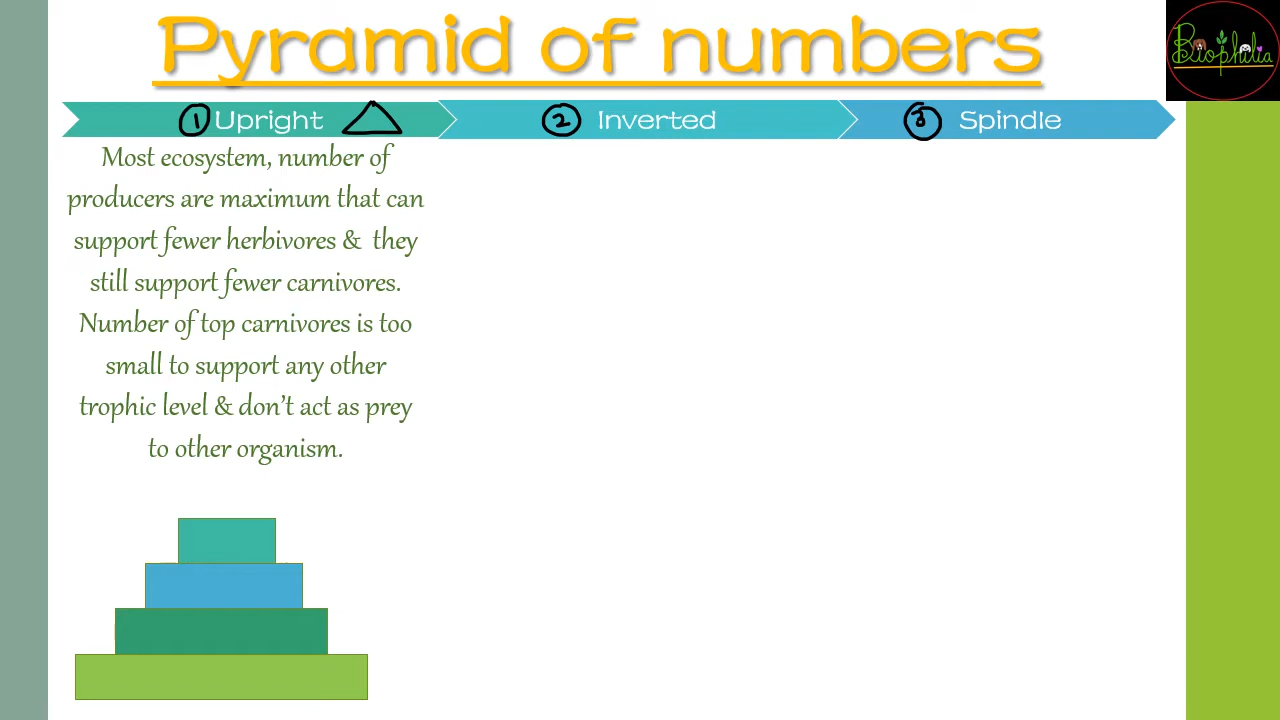 Pyramid of numbers
Biophilia
1 Upright
2 Inverted
3 Spindle
Most ecosystem, number of
producers are maximum that can
support fewer herbivores & they
still support fewer carnivores.
Number of top carnivores is too
small to support any other
trophic level & don't act as prey
to other organism.